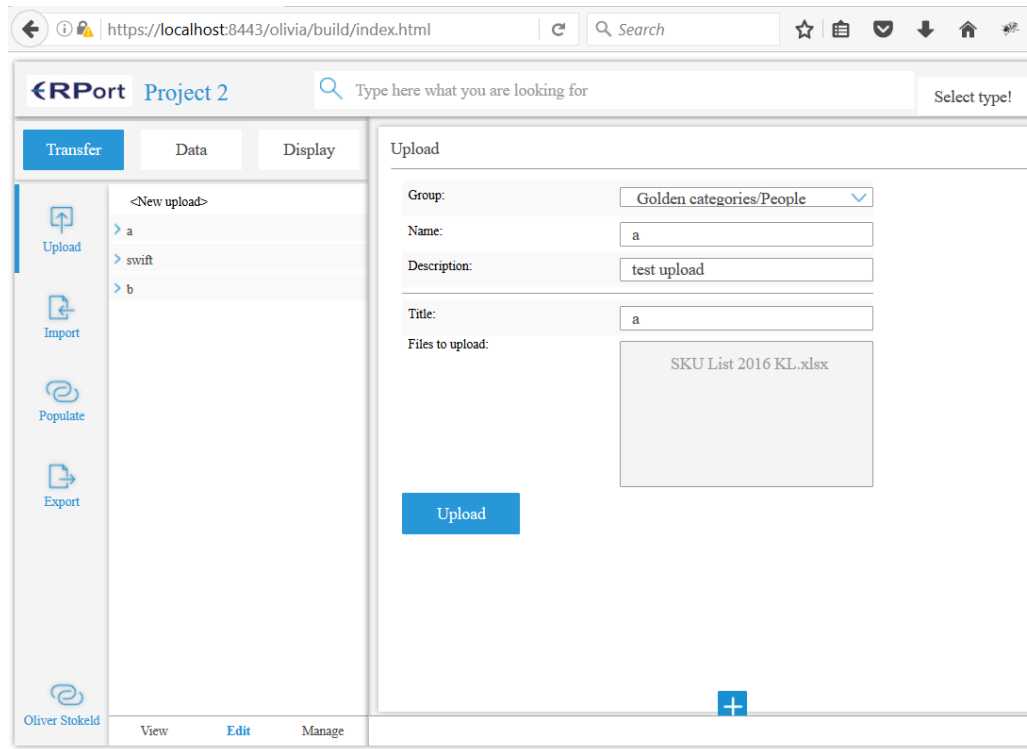 https://localhost:8443/olivia/build/index.html
Search
€RPort Project 2
Type here what you are looking for
Select type!
Transfer
Data
Display
Upload
Import
Populate
Export
Oliver Stokeld
<New upload>
a
swift
b
View
Edit
Manage
Upload
Group: Golden categories/People
Name: a
Description: test upload
Title: a
Files to upload: SKU List 2016 KL.xlsx
Upload